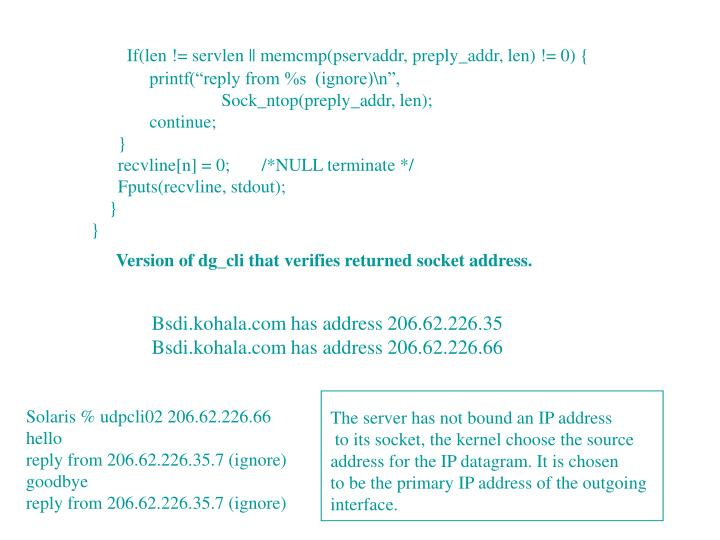 If(len != servlen || memcmp(pservaddr, preply_addr, len) != 0) {
printf(“reply from %s (ignore)\n”,
Sock_ntop(preply_addr, len);
continue;
}
recvline[n] = 0; /*NULL terminate */
Fputs(recvline, stdout);
}
}
Version of dg_cli that verifies returned socket address.
Bsdi.kohala.com has address 206.62.226.35
Bsdi.kohala.com has address 206.62.226.66
Solaris % udpcli02 206.62.226.66
hello
reply from 206.62.226.35.7 (ignore)
goodbye
reply from 206.62.226.35.7 (ignore)
The server has not bound an IP address
to its socket, the kernel choose the source
address for the IP datagram. It is chosen
to be the primary IP address of the outgoing
interface.